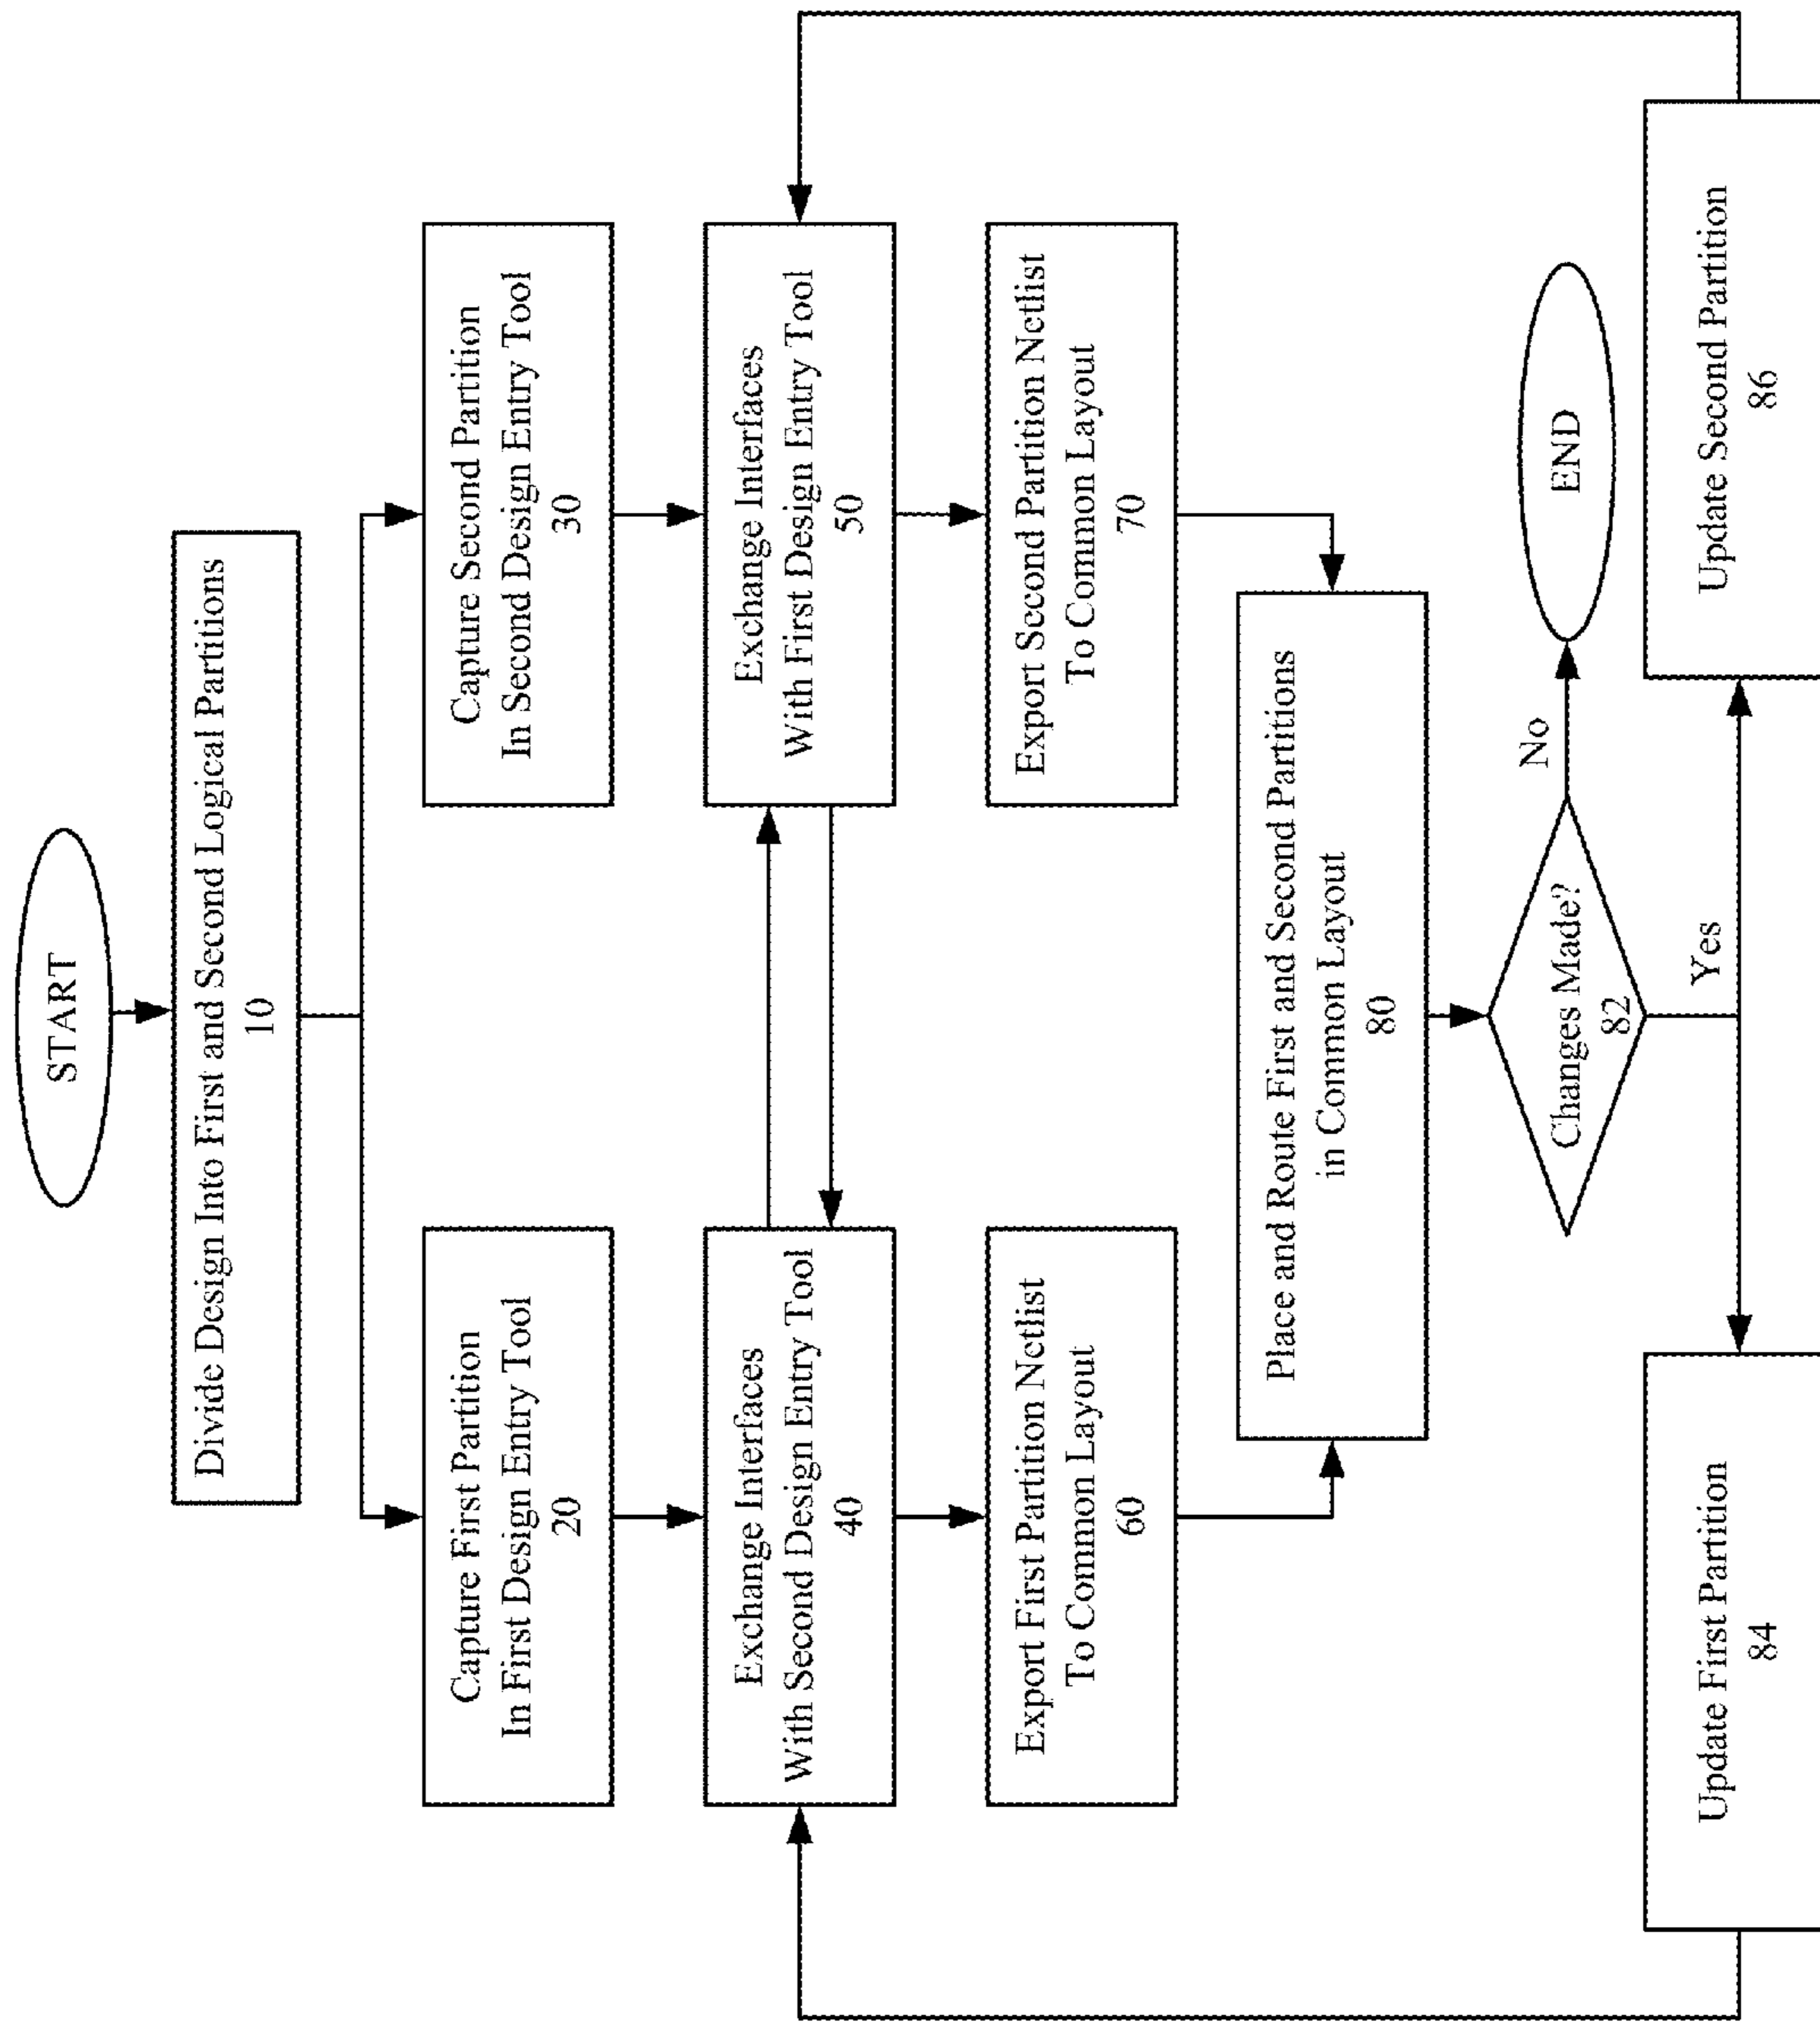 START
Divide Design Into First and Second Logical Partitions
10
Capture First Partition
In First Design Entry Tool
20
Capture Second Partition
In Second Design Entry Tool
30
Exchange Interfaces
With Second Design Entry Tool
40
Exchange Interfaces
With First Design Entry Tool
50
Export First Partition Netlist
To Common Layout
60
Export Second Partition Netlist
To Common Layout
70
Place and Route First and Second Partitions
in Common Layout
80
Changes Made?
82
No
END
Yes
Update First Partition
84
Update Second Partition
86